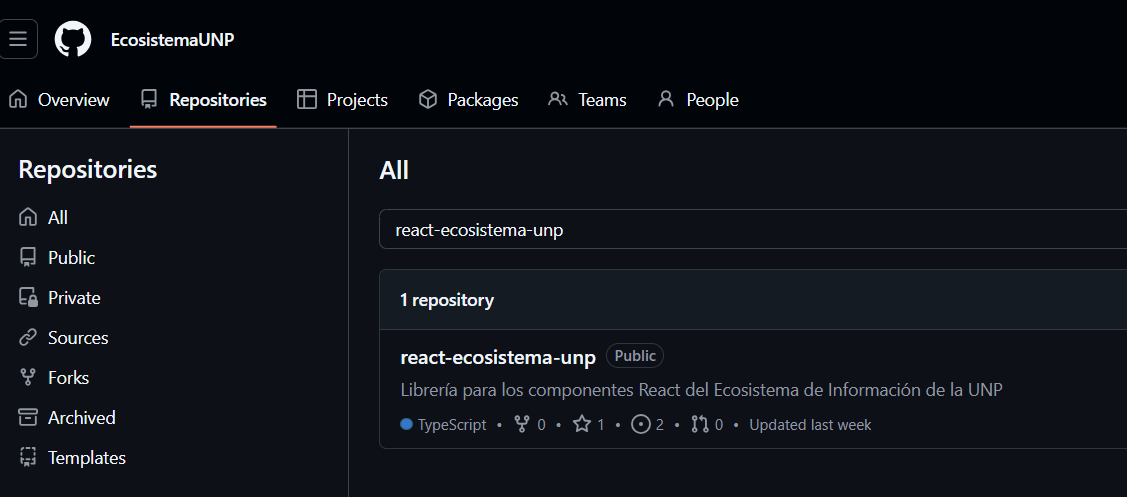 EcosistemaUNP
Overview Repositories Projects Packages Teams People
Repositories
All
Public
Private
Sources
Forks
Archived
Templates
All
react-ecosistema-unp
1 repository
react-ecosistema-unp Public
Librería para los componentes React del Ecosistema de Información de la UNP
TypeScript • 0 • 1 • 2 • 0 • Updated last week